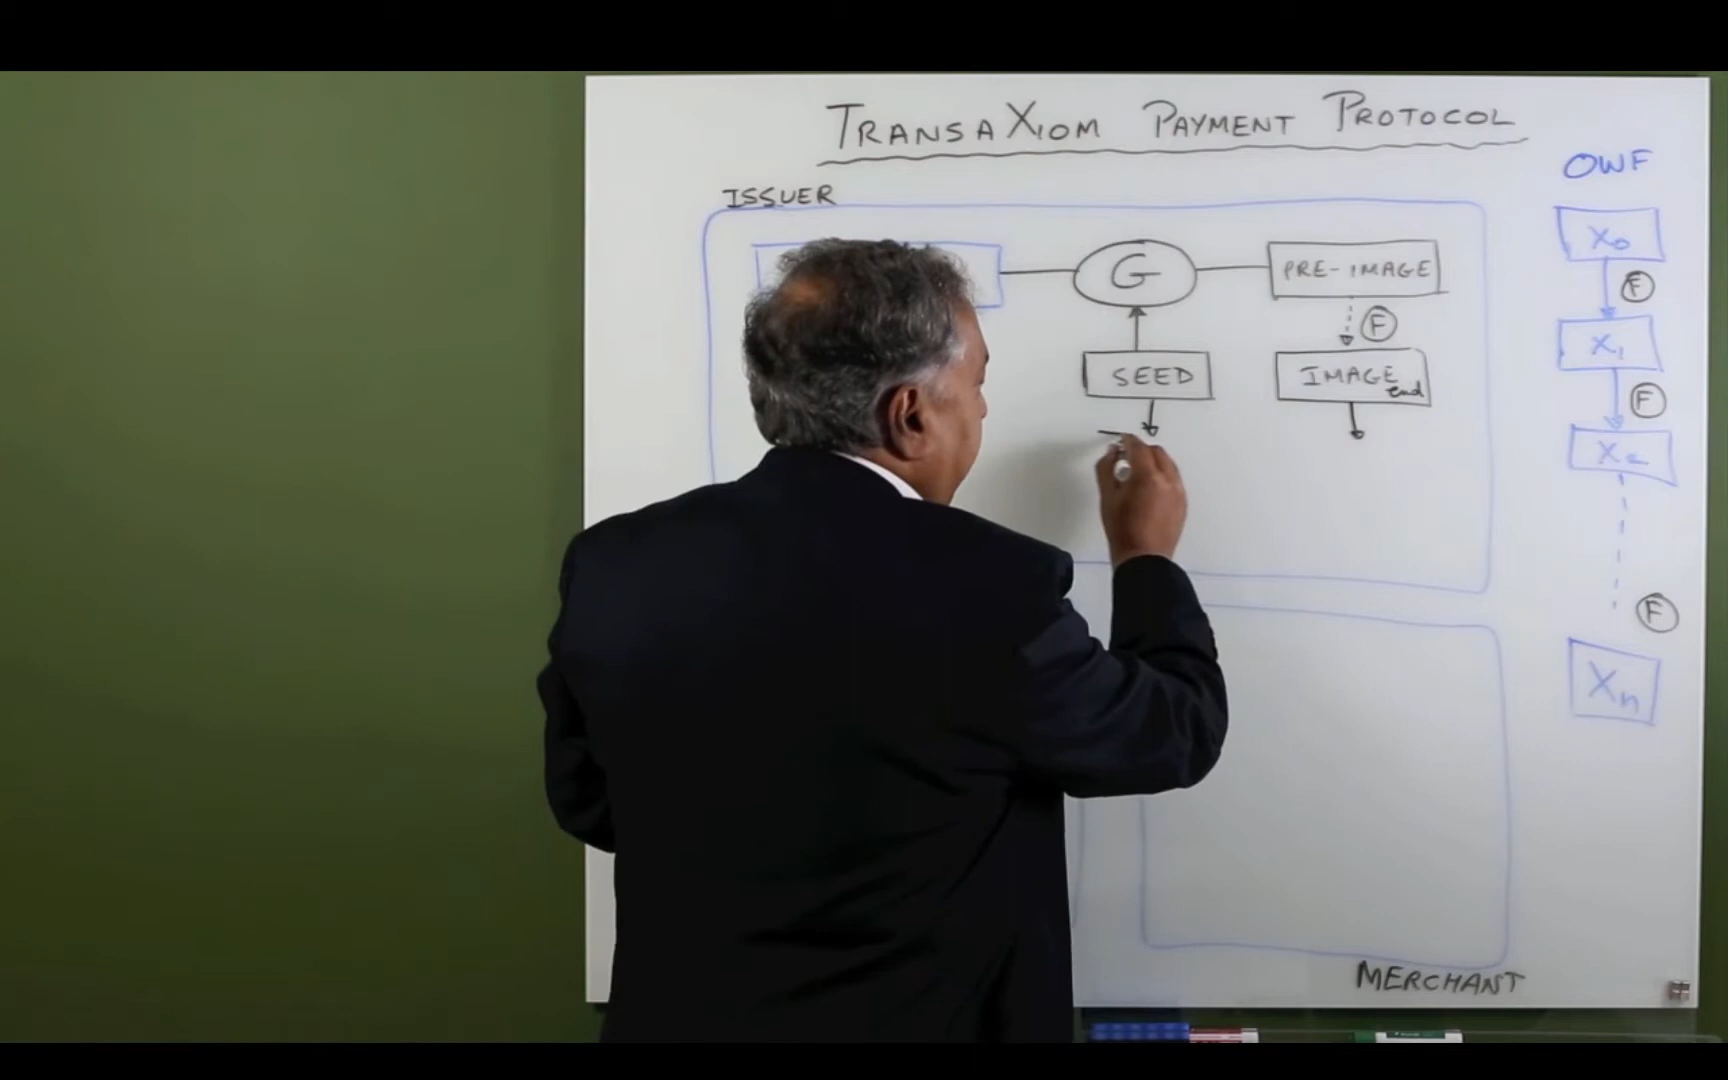 TRANSAXIOM PAYMENT PROTOCOL
OWF
ISSUER
G
PRE-IMAGE
X0
F
F
SEED
IMAGE end
X1
F
X2
F
Xn
MERCHANT